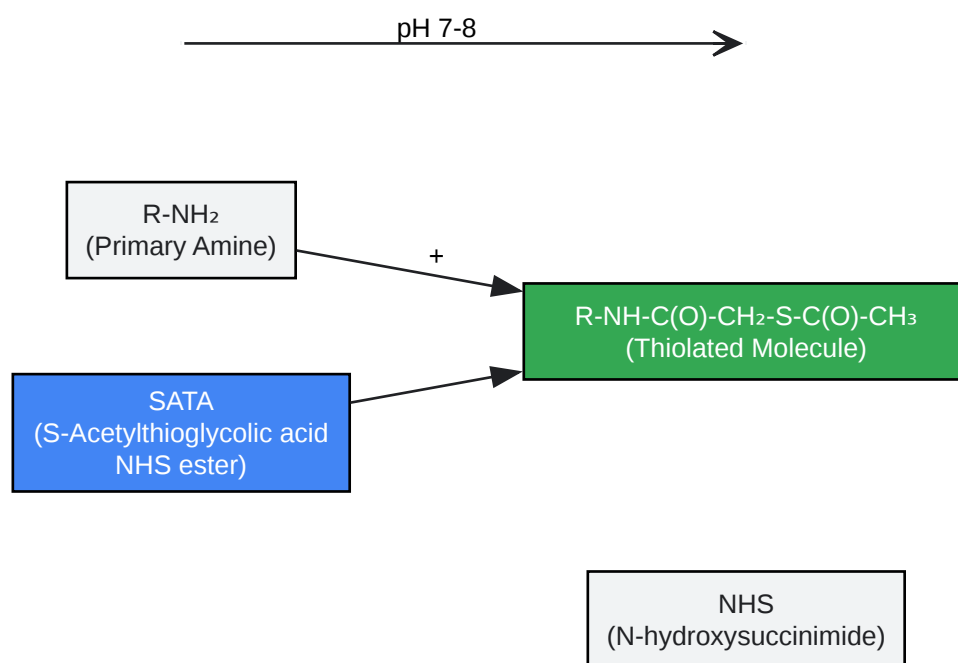 pH 7-8
R-NH₂
(Primary Amine)
+
R-NH-C(O)-CH₂-S-C(O)-CH₃
(Thiolated Molecule)
SATA
(S-Acetylthioglycolic acid
NHS ester)
NHS
(N-hydroxysuccinimide)